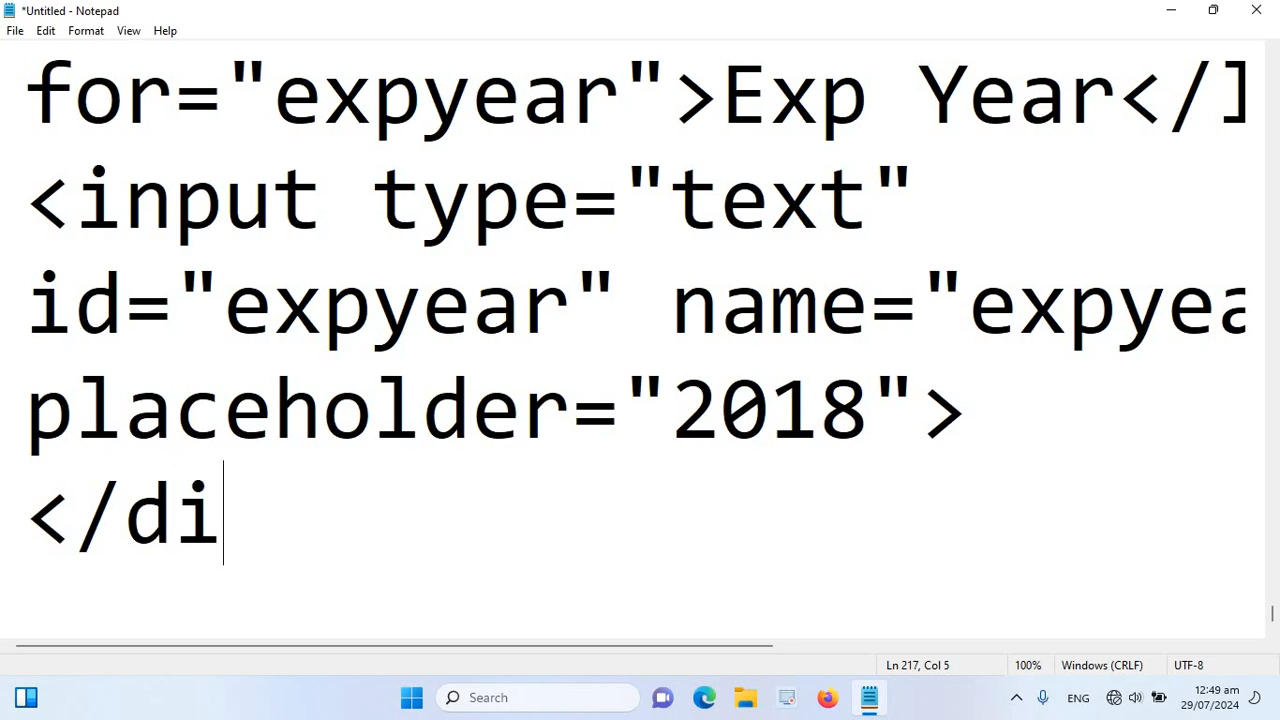 *Untitled - Notepad
File Edit Format View Help
for="expyear">Exp Year</l
<input type="text"
id="expyear" name="expyea
placeholder="2018">
</di
Ln 217, Col 5 100% Windows (CRLF) UTF-8
Search ENG 12:49 am
29/07/2024